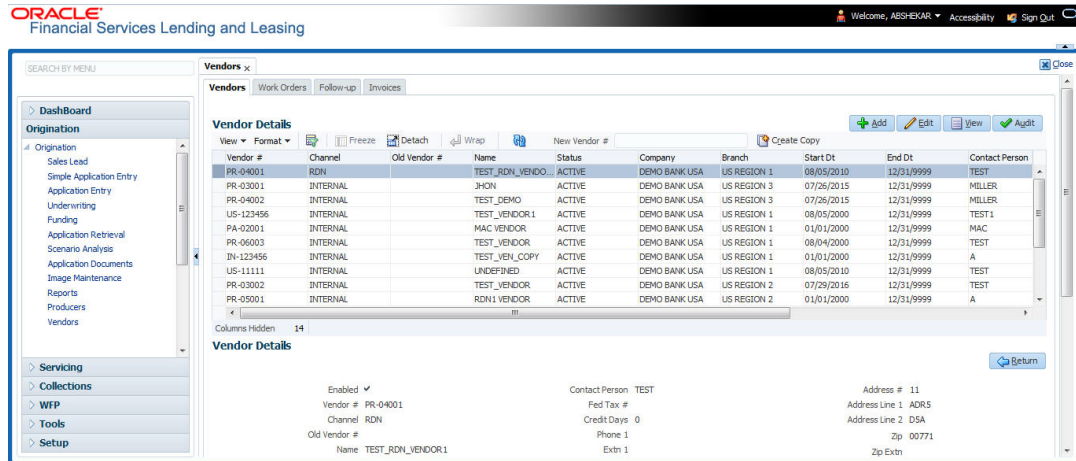 ORACLE'
Financial Services Lending and Leasing
Welcome, ABSHEKAR Accessibility Sign Out
SEARCH BY MENU
Vendors x
Close
Vendors Work Orders Follow-up Invoices
DashBoard
Origination
Origination
Sales Lead
Simple Application Entry
Application Entry
Underwriting
Funding
Application Retrieval
Scenario Analysis
Application Documents
Image Maintenance
Reports
Producers
Vendors
Servicing
Collections
WFP
Tools
Setup
Vendor Details
Add Edit View Audit
View Format Freeze Detach Wrap New Vendor # Create Copy
Vendor # Channel Old Vendor # Name Status Company Branch Start Dt End Dt Contact Person
PR-04001 RDN TEST_RDN_VENDO... ACTIVE DEMO BANK USA US REGION 1 08/05/2010 12/31/9999 TEST
PR-03001 INTERNAL JHON ACTIVE DEMO BANK USA US REGION 3 07/26/2015 12/31/9999 MILLER
PR-04002 INTERNAL TEST_DEMO ACTIVE DEMO BANK USA US REGION 3 07/26/2015 12/31/9999 MILLER
US-123456 INTERNAL TEST_VENDOR1 ACTIVE DEMO BANK USA US REGION 1 08/05/2000 12/31/9999 TEST1
PA-02001 INTERNAL MAC VENDOR ACTIVE DEMO BANK USA US REGION 1 01/01/2000 12/31/9999 MAC
PR-06003 INTERNAL TEST_VENDOR ACTIVE DEMO BANK USA US REGION 1 08/04/2000 12/31/9999 TEST
IN-123456 INTERNAL TEST_VEN_COPY ACTIVE DEMO BANK USA US REGION 1 01/01/2000 12/31/9999 A
US-11111 INTERNAL UNDEFINED ACTIVE DEMO BANK USA US REGION 1 08/05/2010 12/31/9999 TEST
PR-03002 INTERNAL TEST_VENDOR ACTIVE DEMO BANK USA US REGION 2 07/29/2016 12/31/9999 TEST
PR-05001 INTERNAL RDN1 VENDOR ACTIVE DEMO BANK USA US REGION 2 01/01/2000 12/31/9999 A
Columns Hidden 14
Vendor Details
Return
Enabled Contact Person TEST Address # 11
Vendor # PR-04001 Fed Tax # Address Line 1 ADR5
Channel RDN Credit Days 0 Address Line 2 DSA
Old Vendor # Phone 1 Zip 00771
Name TEST_RDN_VENDOR1 Extn 1 Zip Extn